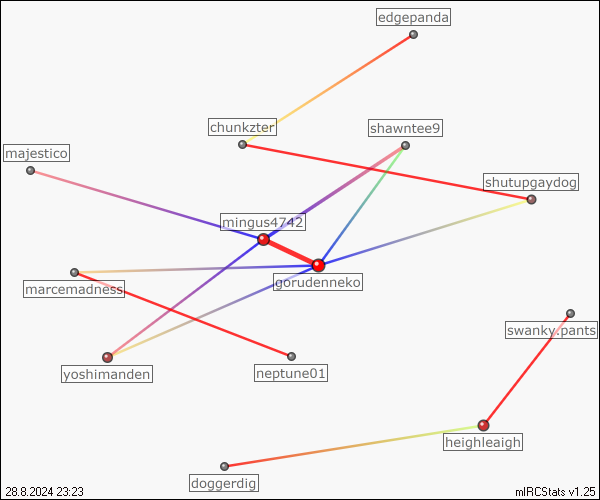 edgepanda
chunkzter
shawntee9
majestico
shutupgaydog
mingus4742
gorudenneko
marcemadness
swanky.pants
yoshimanden
neptune01
heighleaigh
doggerdig
28.8.2024 23:23
mIRCStats v1.25